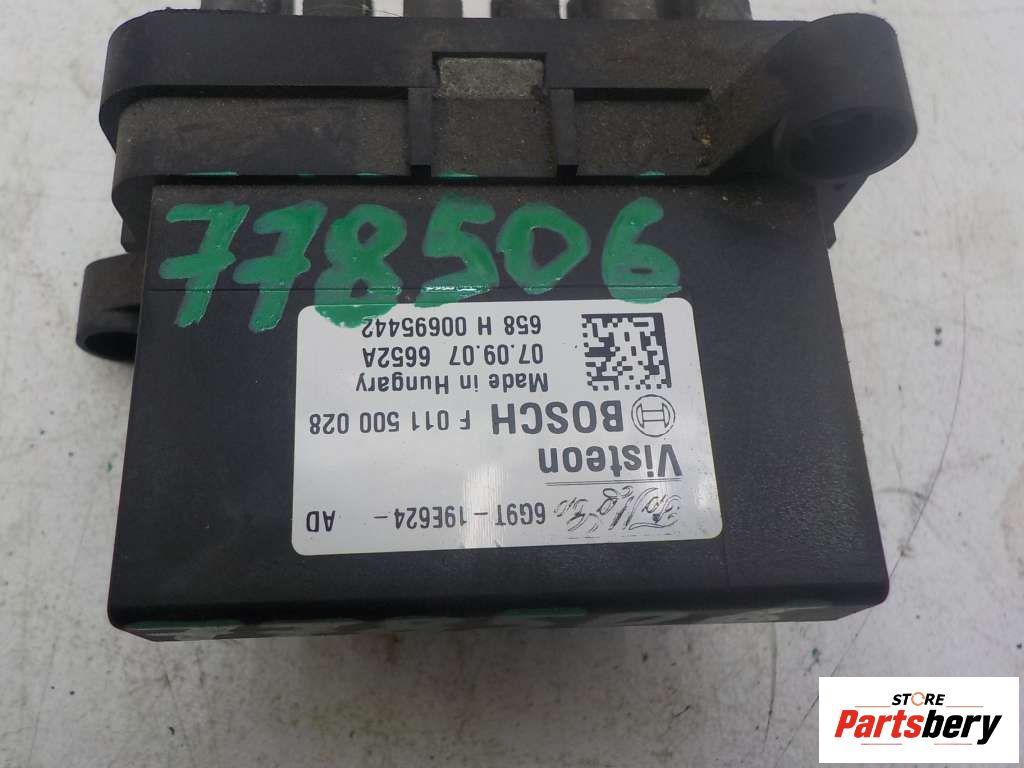 778506
6G9T-19E624- AD
Visteon
BOSCH F 011 500 028
Made in Hungary
07.09.07 6652A
658 H 00695442
STORE
Partsbery